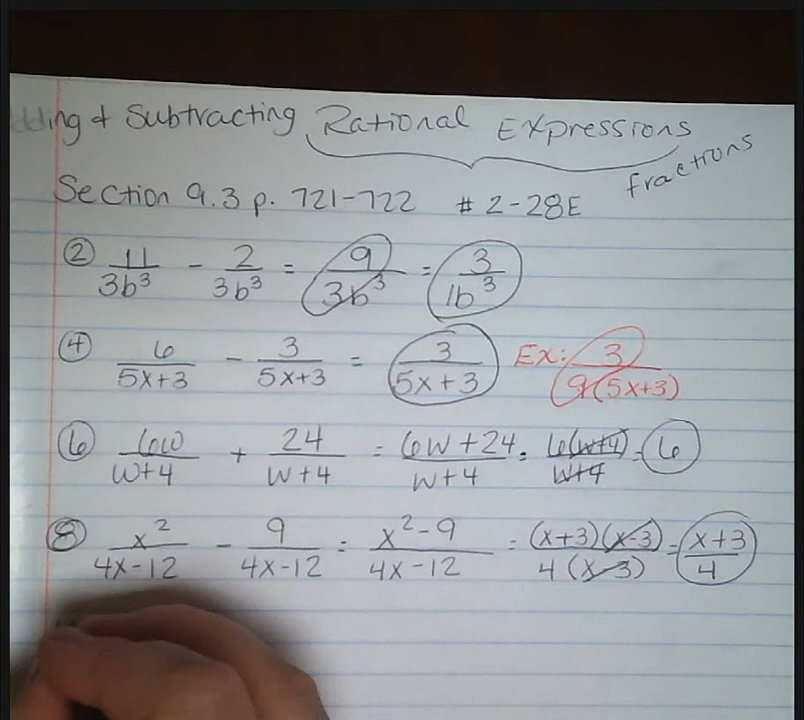 dding + Subtracting Rational Expressions
fractions
Section 9.3 p. 721-722 # 2-28E
② 11/3b³ - 2/3b³ = 9/3b³ = 3/1b³
④ 6/5x+3 - 3/5x+3 = 3/5x+3 Ex: 3/9(5x+3)
⑥ 6w/w+4 + 24/w+4 = 6w+24/w+4 = 6(w+4)/w+4 = 6
⑧ x²/4x-12 - 9/4x-12 = x²-9/4x-12 = (x+3)(x-3)/4(x-3) = x+3/4